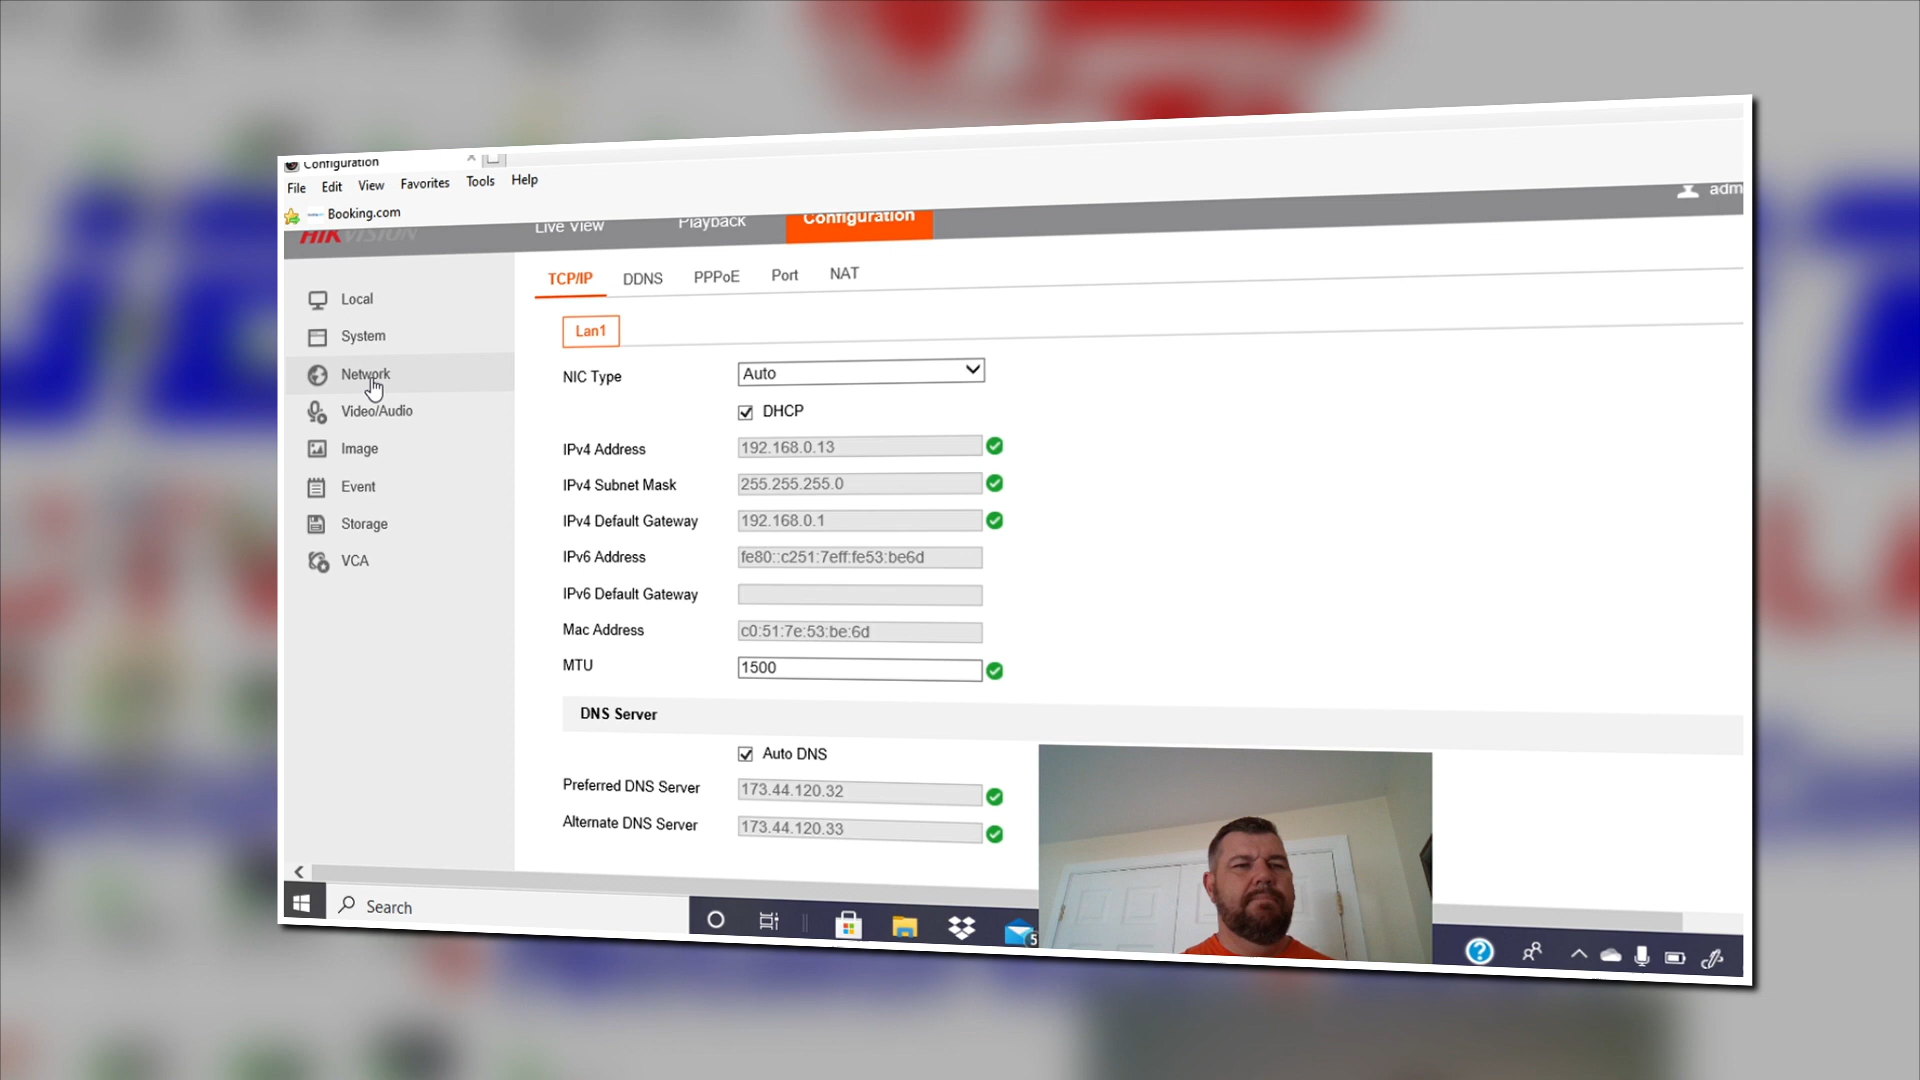 Configuration
File Edit View Favorites Tools Help
Booking.com
HIKVISION Live View Playback Configuration adm
Local
System
Network
Video/Audio
Image
Event
Storage
VCA
TCP/IP DDNS PPPoE Port NAT
Lan1
NIC Type Auto
DHCP
IPv4 Address 192.168.0.13
IPv4 Subnet Mask 255.255.255.0
IPv4 Default Gateway 192.168.0.1
IPv6 Address fe80::c251:7eff:fe53:be6d
IPv6 Default Gateway
Mac Address c0:51:7e:53:be:6d
MTU 1500
DNS Server
Auto DNS
Preferred DNS Server 173.44.120.32
Alternate DNS Server 173.44.120.33
Search
5